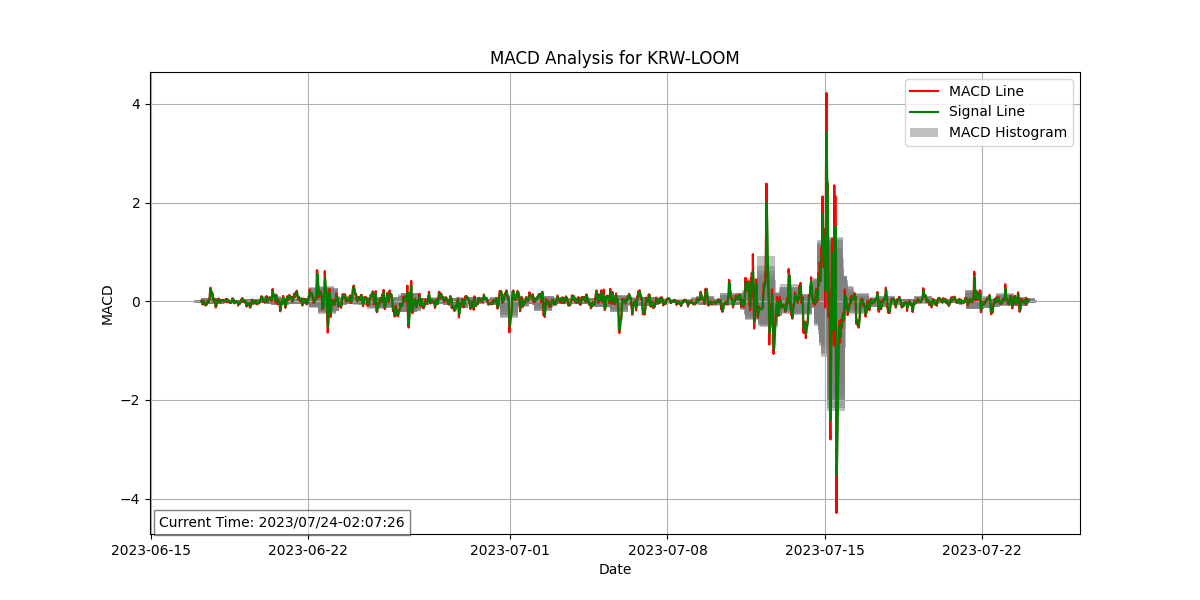 MACD Analysis for KRW-LOOM
MACD Line
Signal Line
MACD Histogram
MACD
4
2
0
−2
−4
Current Time: 2023/07/24-02:07:26
2023-06-15
2023-06-22
2023-07-01
2023-07-08
2023-07-15
2023-07-22
Date